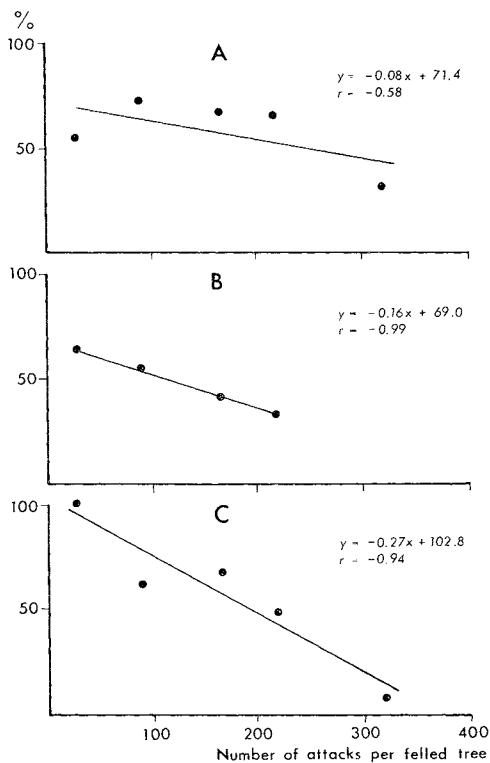 %
100
A
y = -0.08x + 71.4
r = -0.58
50
100
B
y = -0.16x + 69.0
r = -0.99
50
100
C
y = -0.27x + 102.8
r = -0.94
50
100 200 300 400
Number of attacks per felled tree